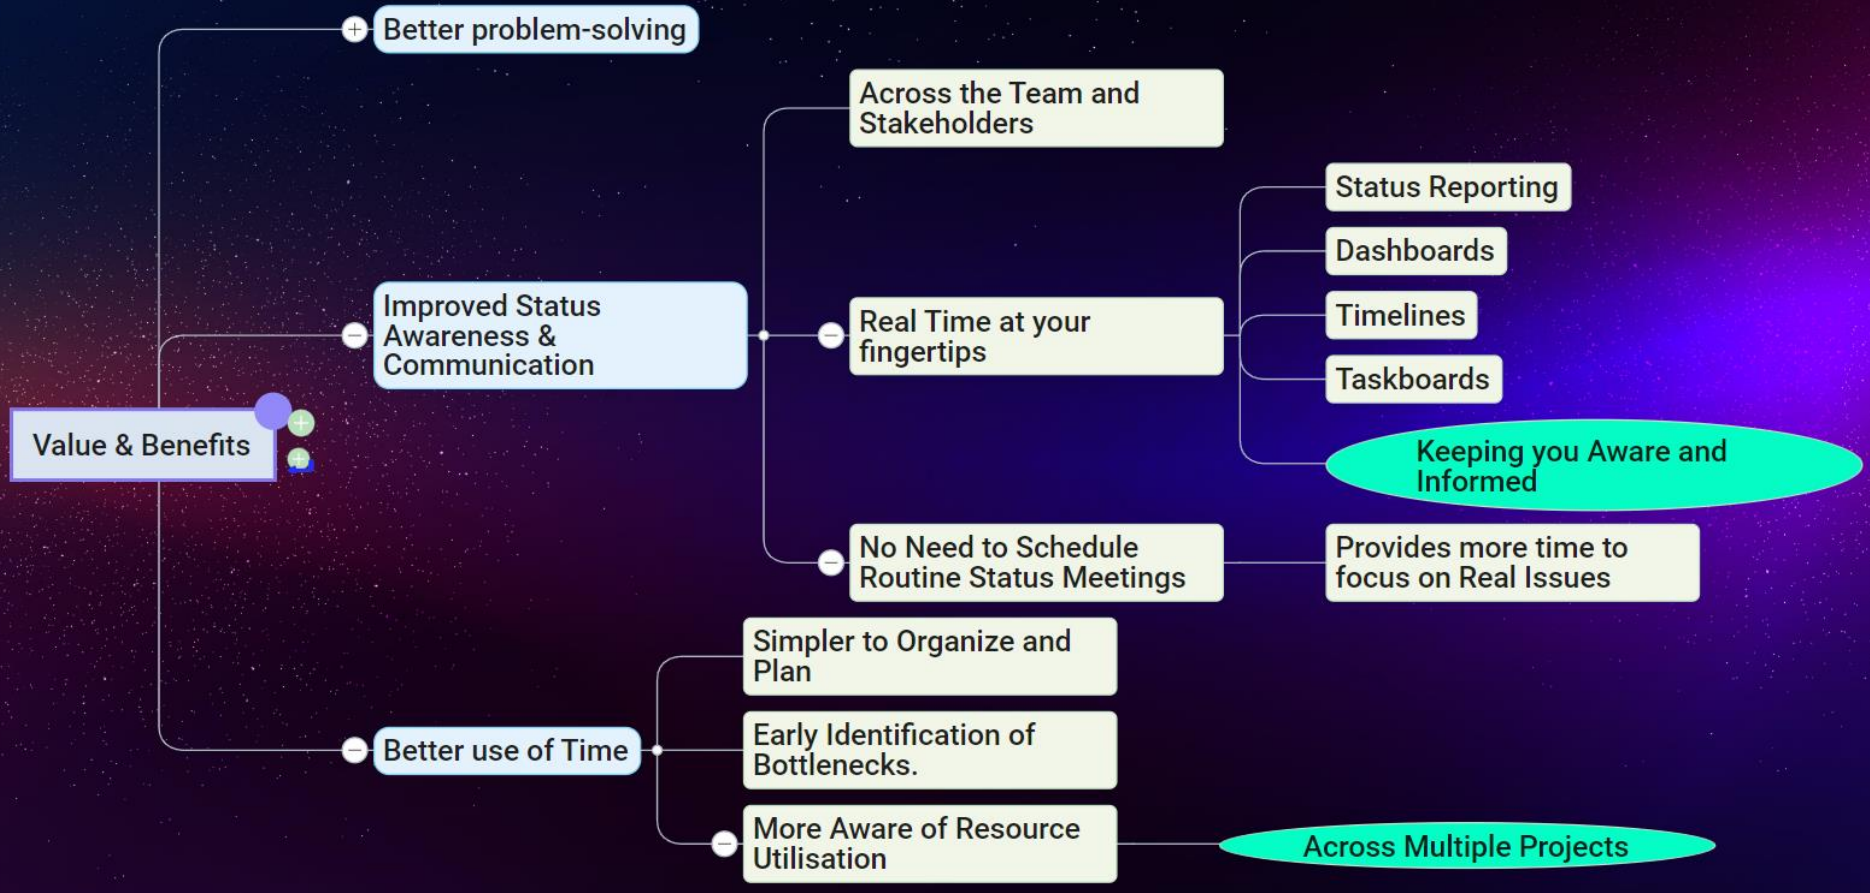 Better problem-solving
Across the Team and
Stakeholders
Status Reporting
Dashboards
Improved Status
Awareness &
Communication
Real Time at your
fingertips
Timelines
Taskboards
Value & Benefits
Keeping you Aware and
Informed
No Need to Schedule
Routine Status Meetings
Provides more time to
focus on Real Issues
Simpler to Organize and
Plan
Better use of Time
Early Identification of
Bottlenecks.
More Aware of Resource
Utilisation
Across Multiple Projects